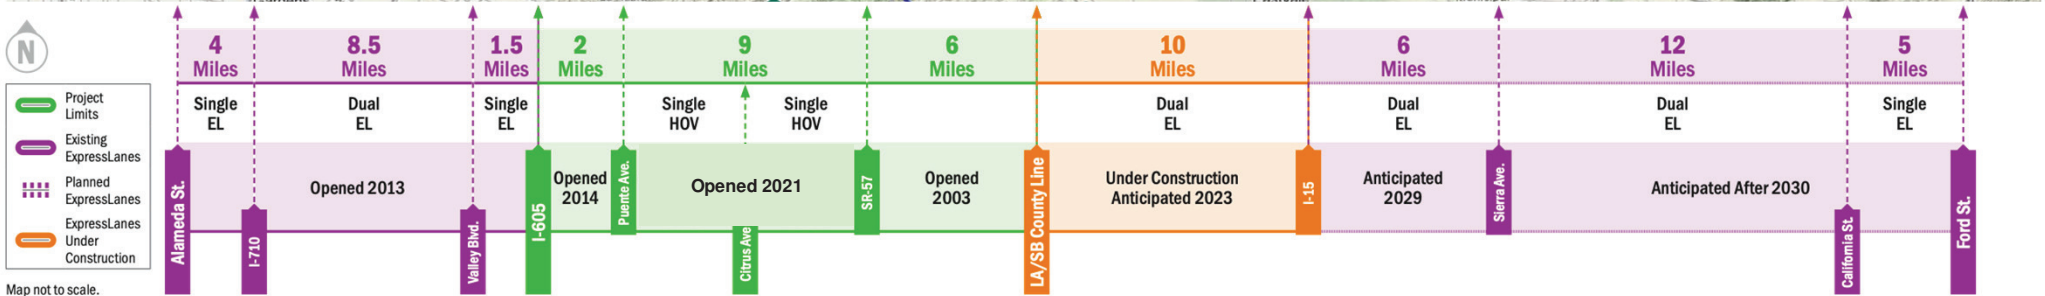 N
Project
Limits
Existing
ExpressLanes
Planned
ExpressLanes
ExpressLanes
Under
Construction
Map not to scale.
4
Miles
8.5
Miles
1.5
Miles
2
Miles
9
Miles
6
Miles
10
Miles
6
Miles
12
Miles
5
Miles
Single
EL
Dual
EL
Single
EL
Single
HOV
Single
HOV
Dual
EL
Dual
EL
Dual
EL
Single
EL
Alameda St.
I-710
Opened 2013
Valley Blvd.
I-605
Opened
2014
Puente Ave.
Opened 2021
Citrus Ave
SR-57
Opened
2003
LA/SB County Line
Under Construction
Anticipated 2023
I-15
Anticipated
2029
Sierra Ave.
Anticipated After 2030
California St.
Ford St.